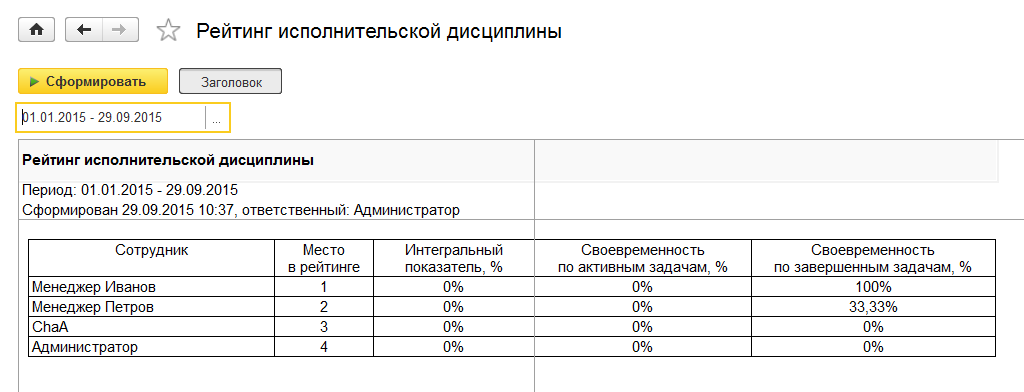 Рейтинг исполнительской дисциплины
Сформировать Заголовок
01.01.2015 - 29.09.2015 ...
Рейтинг исполнительской дисциплины
Период: 01.01.2015 - 29.09.2015
Сформирован 29.09.2015 10:37, ответственный: Администратор
Сотрудник Место Интегральный Своевременность Своевременность
в рейтинге показатель, % по активным задачам, % по завершенным задачам, %
Менеджер Иванов 1 0% 0% 100%
Менеджер Петров 2 0% 0% 33,33%
ChaA 3 0% 0% 0%
Администратор 4 0% 0% 0%